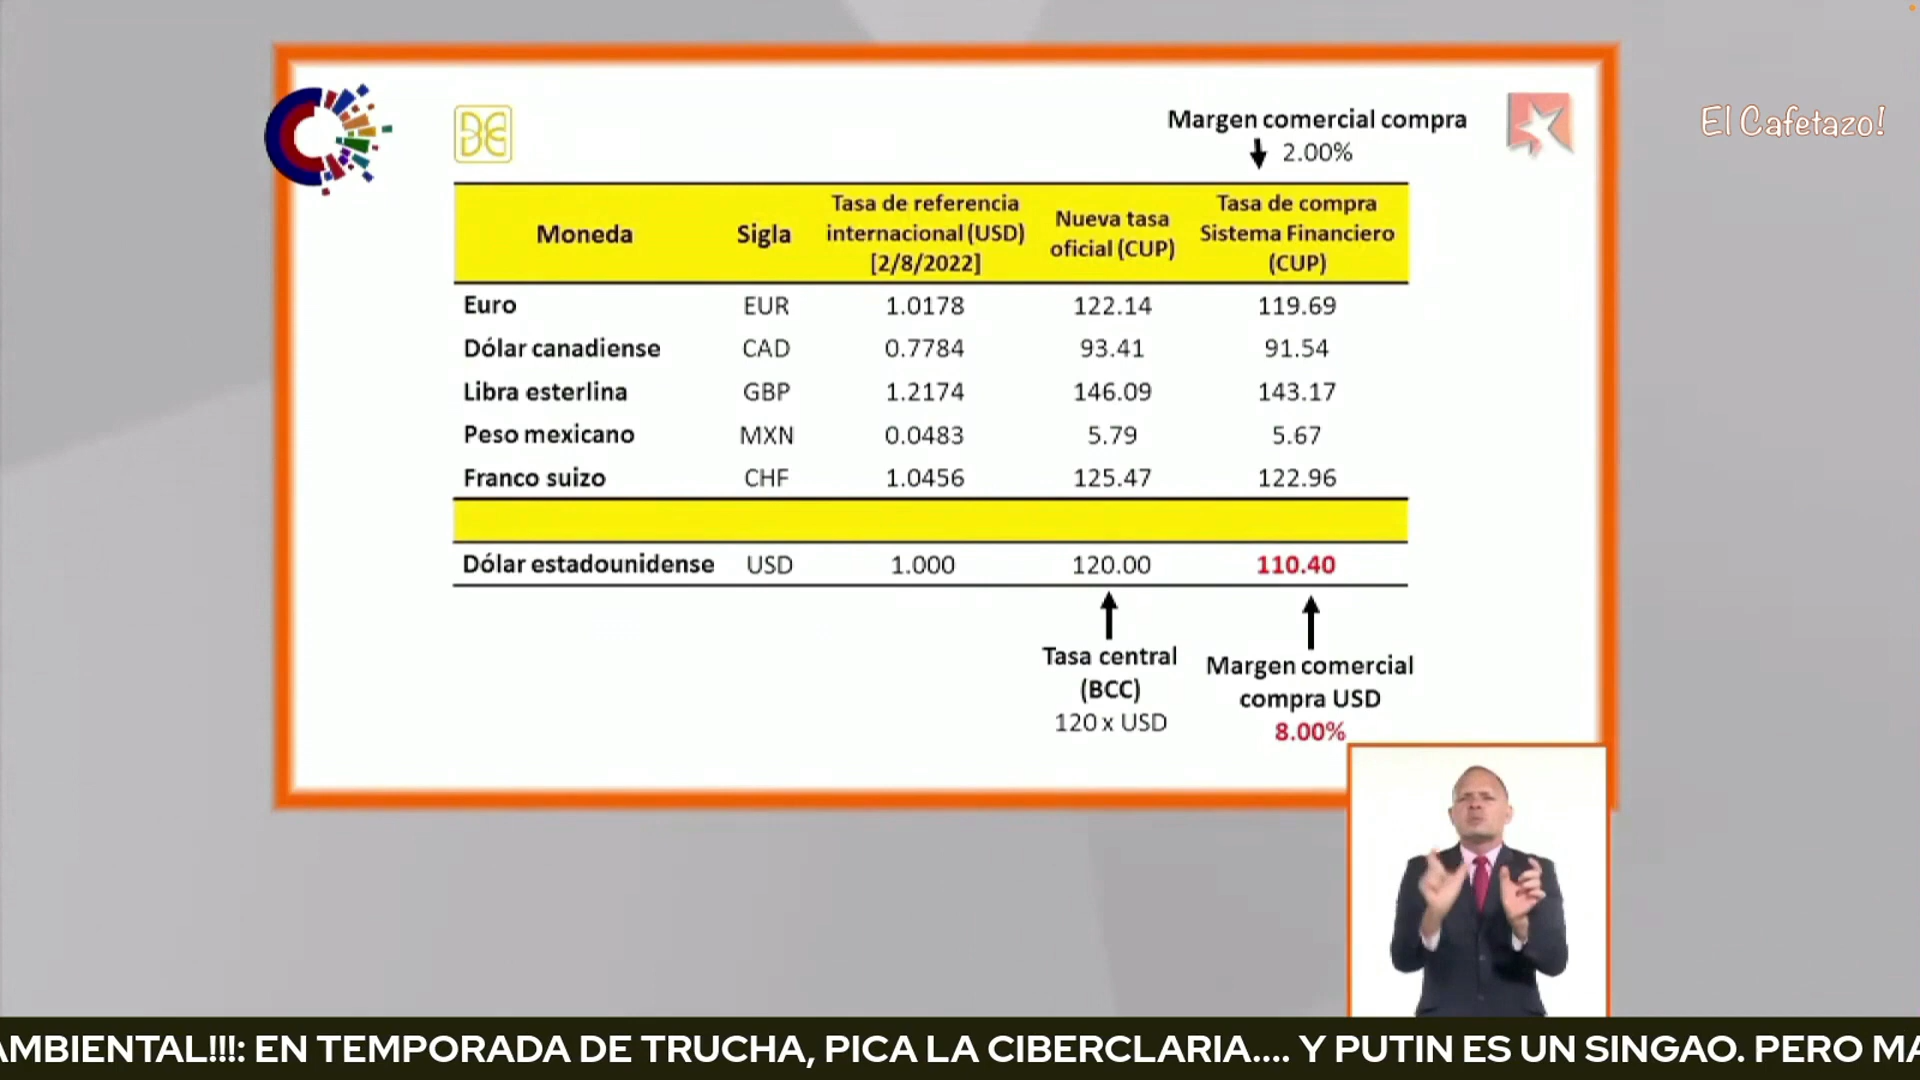 Margen comercial compra
2.00%
El Cafetazo!
Moneda Sigla Tasa de referencia internacional (USD) [2/8/2022] Nueva tasa oficial (CUP) Tasa de compra Sistema Financiero (CUP)
Euro EUR 1.0178 122.14 119.69
Dólar canadiense CAD 0.7784 93.41 91.54
Libra esterlina GBP 1.2174 146.09 143.17
Peso mexicano MXN 0.0483 5.79 5.67
Franco suizo CHF 1.0456 125.47 122.96
Dólar estadounidense USD 1.000 120.00 110.40
Tasa central
(BCC)
120 x USD
Margen comercial
compra USD
8.00%
AMBIENTAL!!!: EN TEMPORADA DE TRUCHA, PICA LA CIBERCLARIA.... Y PUTIN ES UN SINGAO. PERO MA